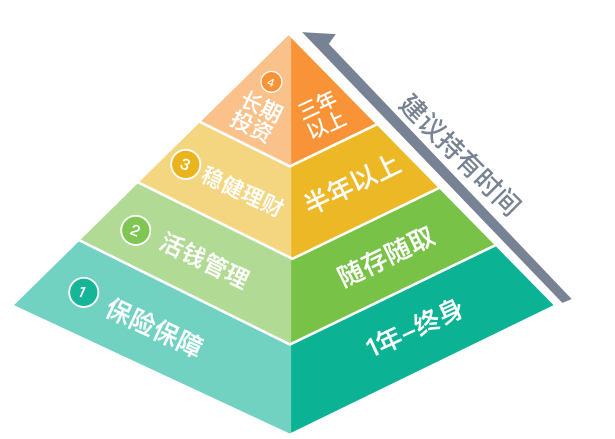 4
长期
投资
三年
以上
建议持有时间
3
稳健理财
半年以上
2
活钱管理
随存随取
1
保险保障
1年-终身